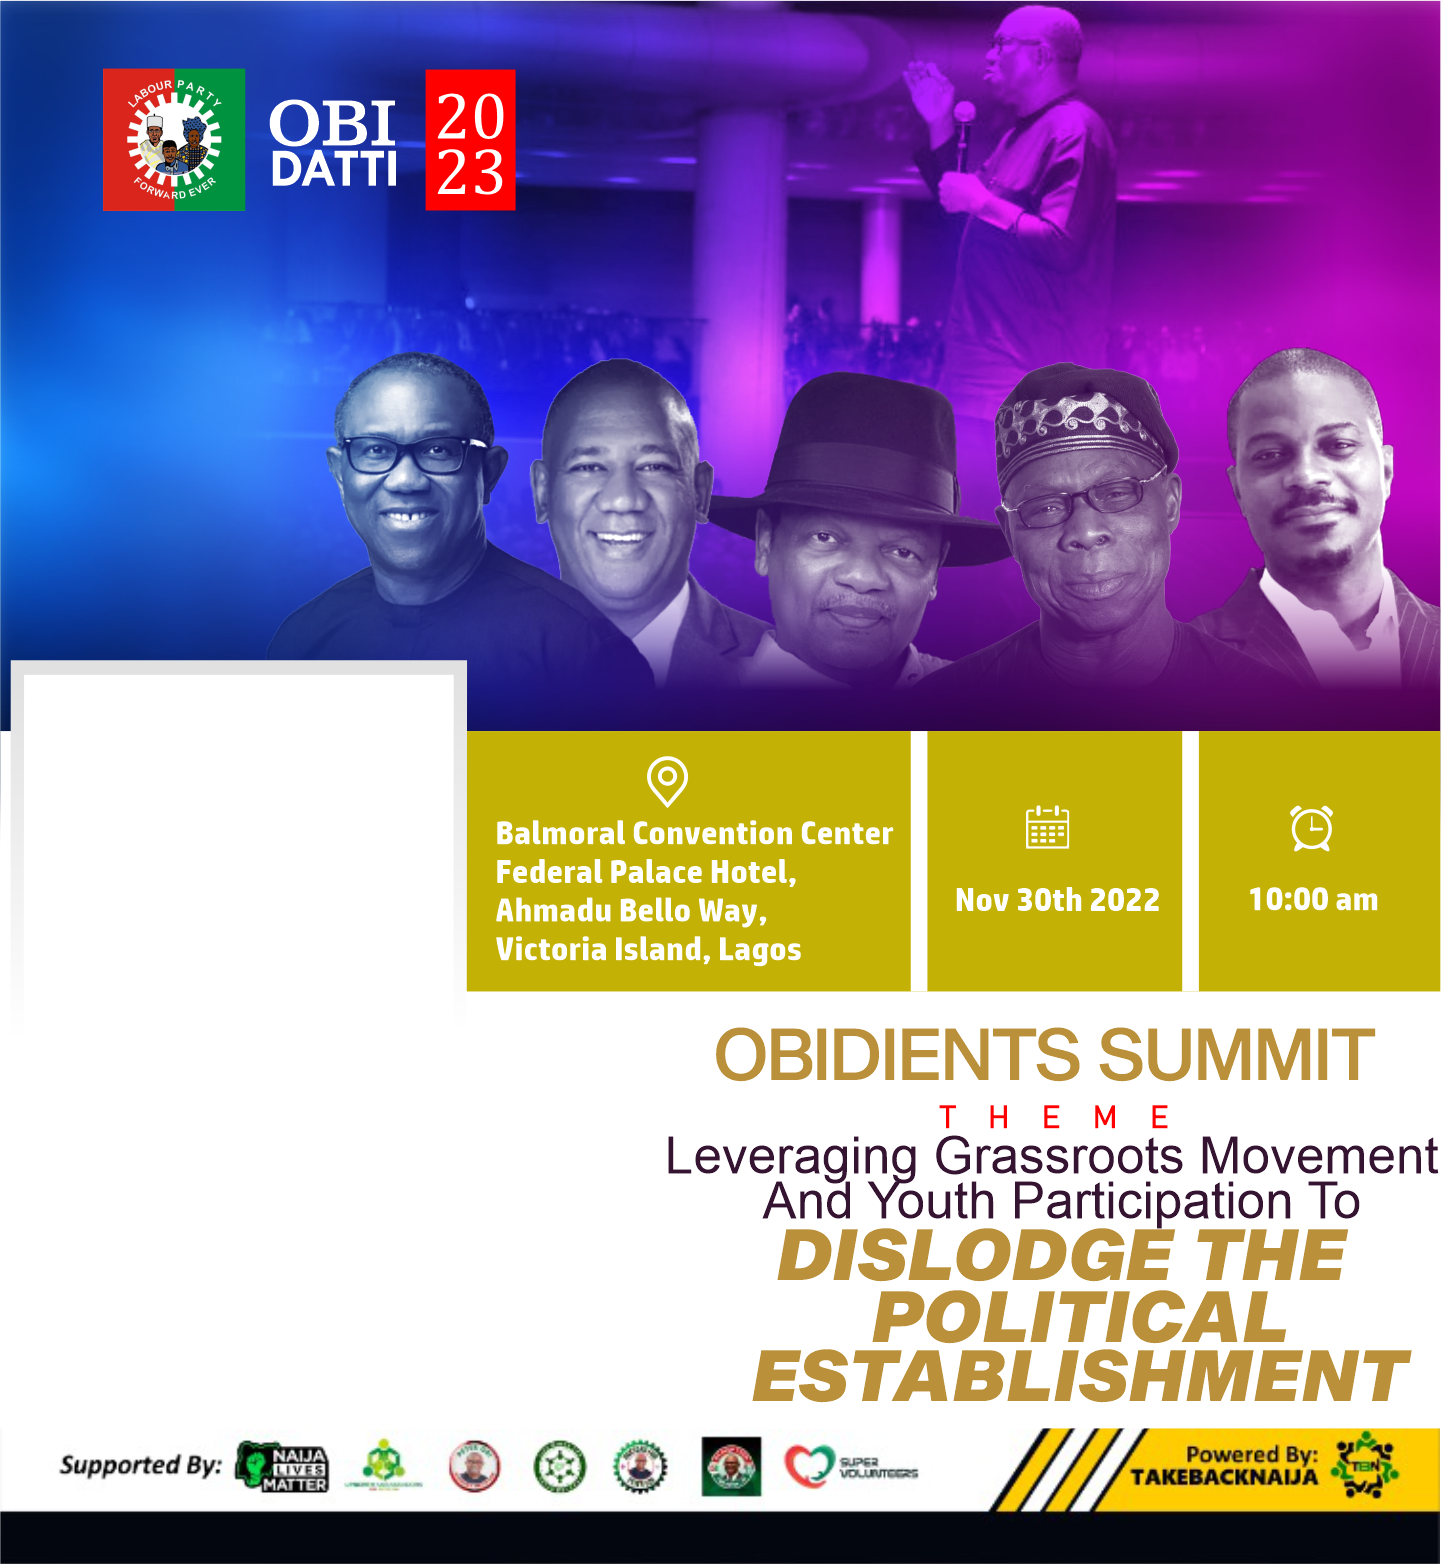 LABOUR PARTY
FORWARD EVER
OBI
DATTI
20
23
Balmoral Convention Center
Federal Palace Hotel,
Ahmadu Bello Way,
Victoria Island, Lagos
Nov 30th 2022
10:00 am
OBIDIENTS SUMMIT
THEME
Leveraging Grassroots Movement
And Youth Participation To
DISLODGE THE
POLITICAL
ESTABLISHMENT
Supported By:
NAIJA
LIVES
MATTER
SUPER
VOLUNTEERS
Powered By:
TAKEBACKNAIJA
TBN